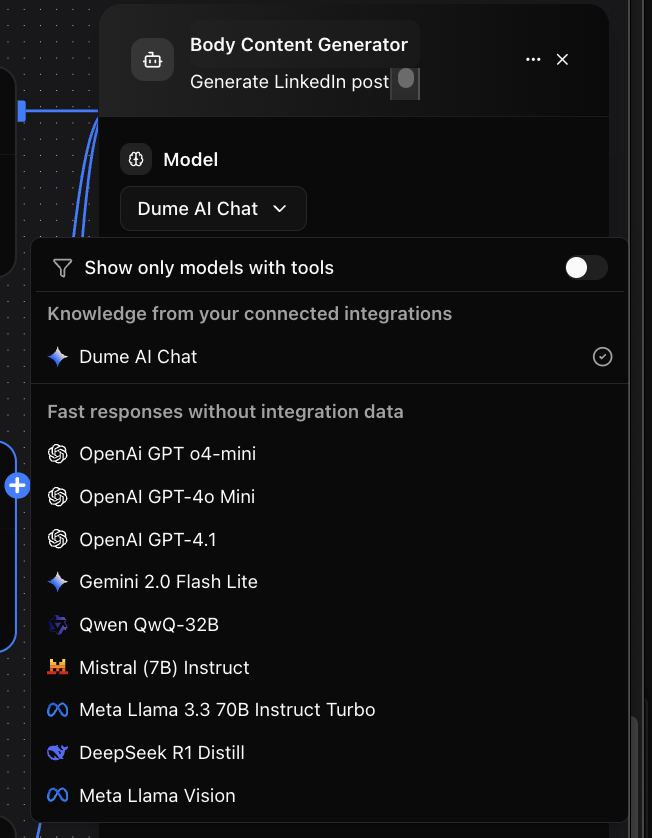 Body Content Generator
Generate LinkedIn post
Model
Dume AI Chat
Show only models with tools
Knowledge from your connected integrations
Dume AI Chat
Fast responses without integration data
OpenAi GPT o4-mini
OpenAI GPT-4o Mini
OpenAI GPT-4.1
Gemini 2.0 Flash Lite
Qwen QwQ-32B
Mistral (7B) Instruct
Meta Llama 3.3 70B Instruct Turbo
DeepSeek R1 Distill
Meta Llama Vision